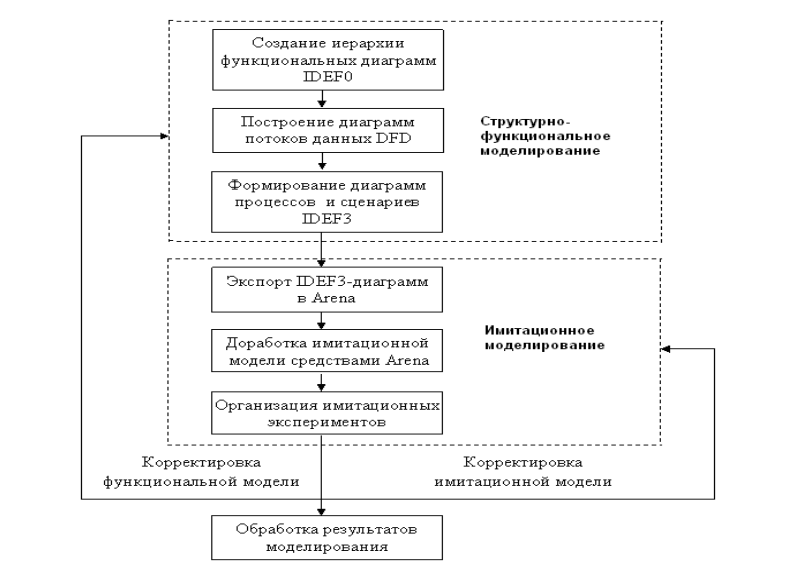 Создание иерархии
функциональных диаграмм
IDEF0
Построение диаграмм
потоков данных DFD
Структурно-
функциональное
моделирование
Формирование диаграмм
процессов и сценариев
IDEF3
Экспорт IDEF3-диаграмм
в Arena
Доработка имитационной
модели средствами Arena
Имитационное
моделирование
Организация имитационных
экспериментов
Корректировка
функциональной модели
Корректировка
имитационной модели
Обработка результатов
моделирования